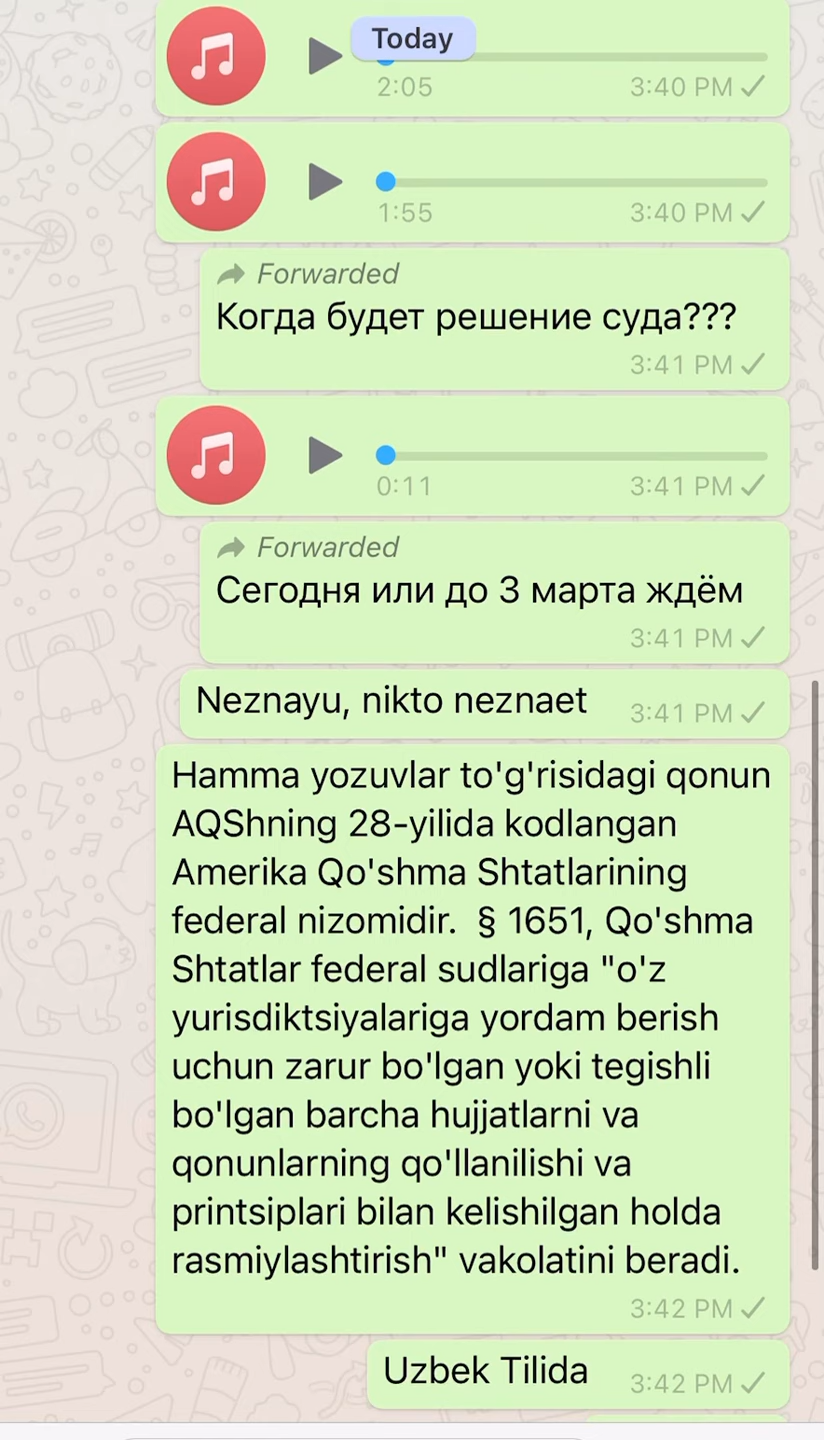 Today
2:05 3:40 PM
1:55 3:40 PM
Forwarded
Когда будет решение суда???
3:41 PM
0:11 3:41 PM
Forwarded
Сегодня или до 3 марта ждём
3:41 PM
Neznayu, nikto neznaet 3:41 PM
Hamma yozuvlar to'g'risidagi qonun
AQShning 28-yilida kodlangan
Amerika Qo'shma Shtatlarining
federal nizomidir.  § 1651, Qo'shma
Shtatlar federal sudlariga "o'z
yurisdiktsiyalariga yordam berish
uchun zarur bo'lgan yoki tegishli
bo'lgan barcha hujjatlarni va
qonunlarning qo'llanilishi va
printsiplari bilan kelishilgan holda
rasmiylashtirish" vakolatini beradi.
3:42 PM
Uzbek Tilida 3:42 PM